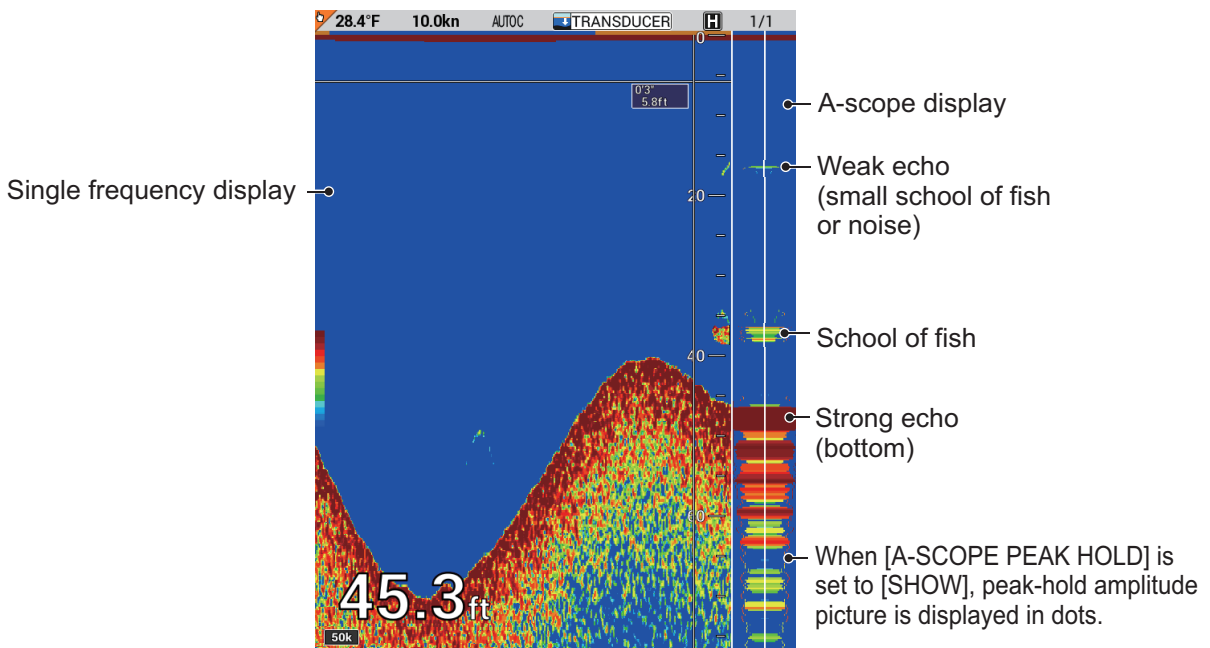 28.4°F 10.0kn AUTOC TRANSDUCER H 1/1
0
0'3"
5.8ft
A-scope display
Weak echo
(small school of fish
or noise)
Single frequency display
20
School of fish
40
Strong echo
(bottom)
60
When [A-SCOPE PEAK HOLD] is
set to [SHOW], peak-hold amplitude
picture is displayed in dots.
45.3ft
50k